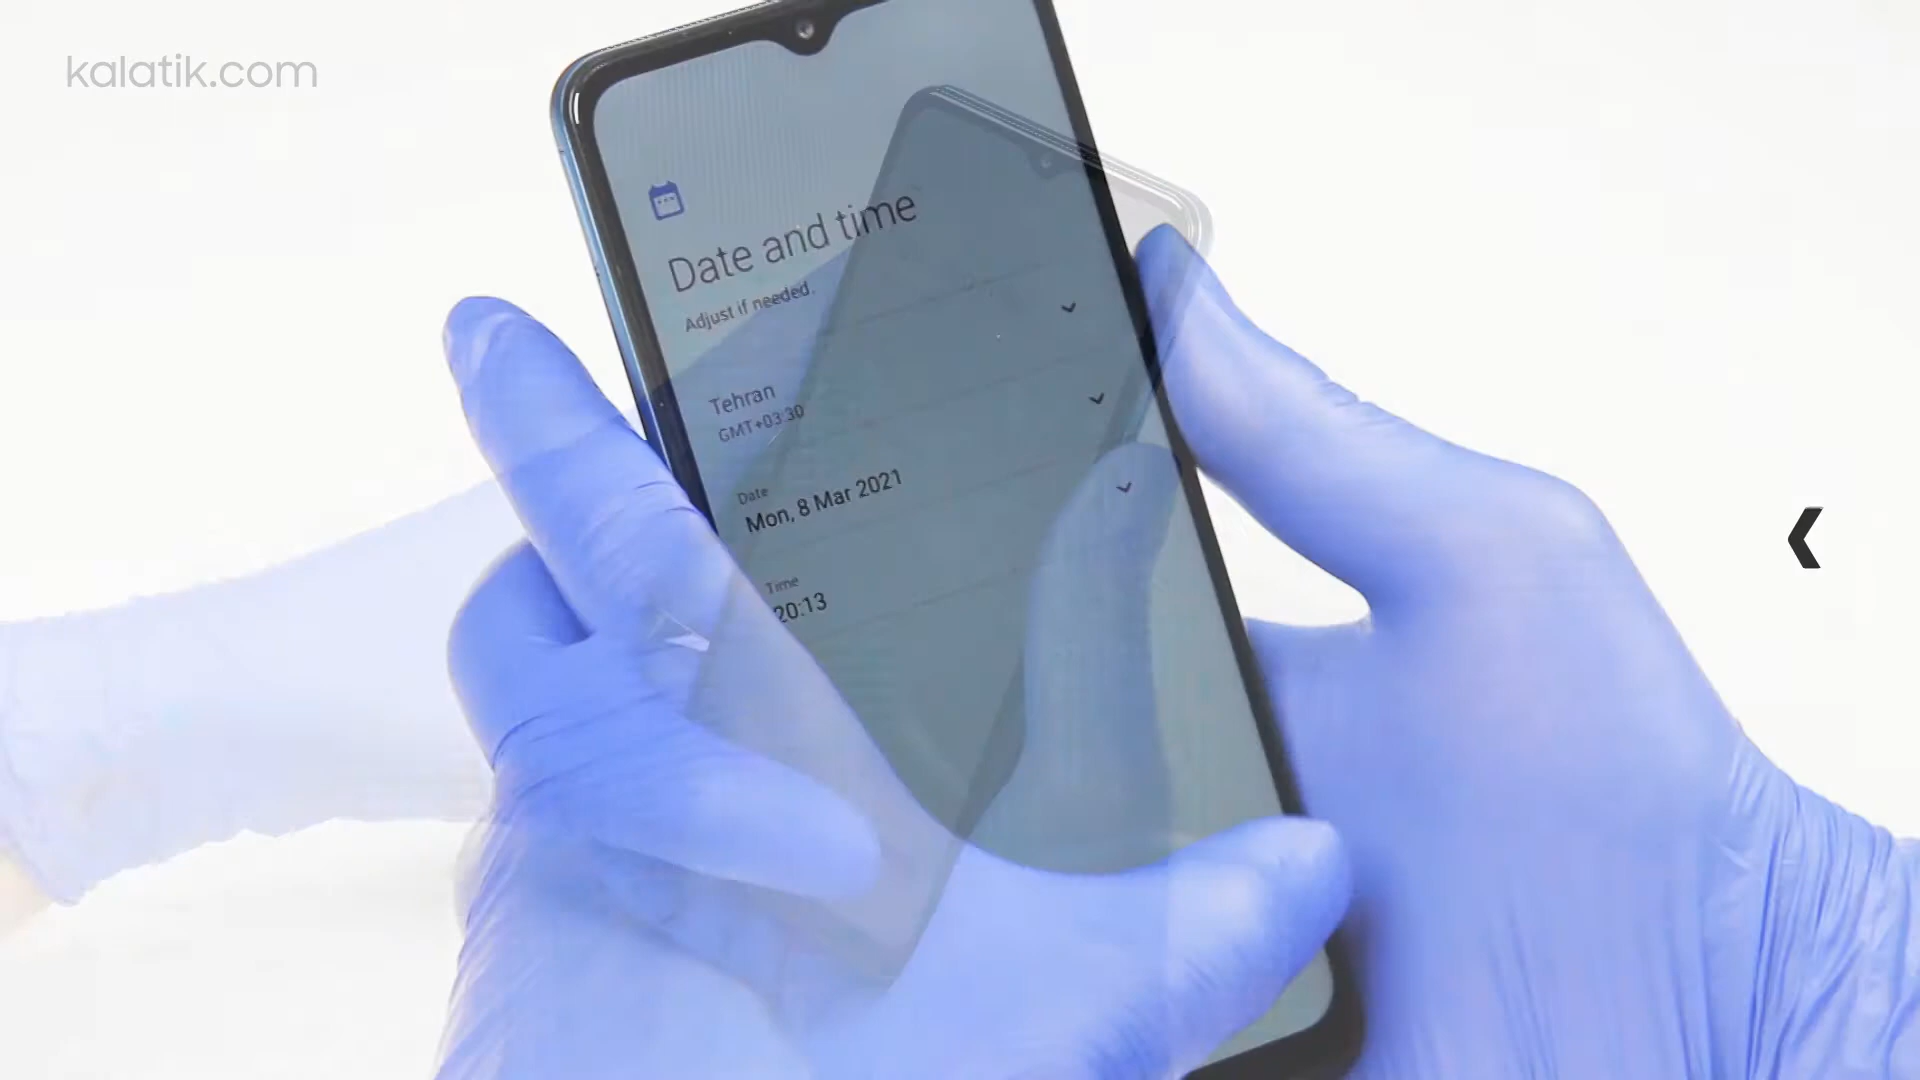 kalatik.com
Date and time
Adjust if needed.
Tehran
GMT+03:30
Date
Mon, 8 Mar 2021
Time
20:13